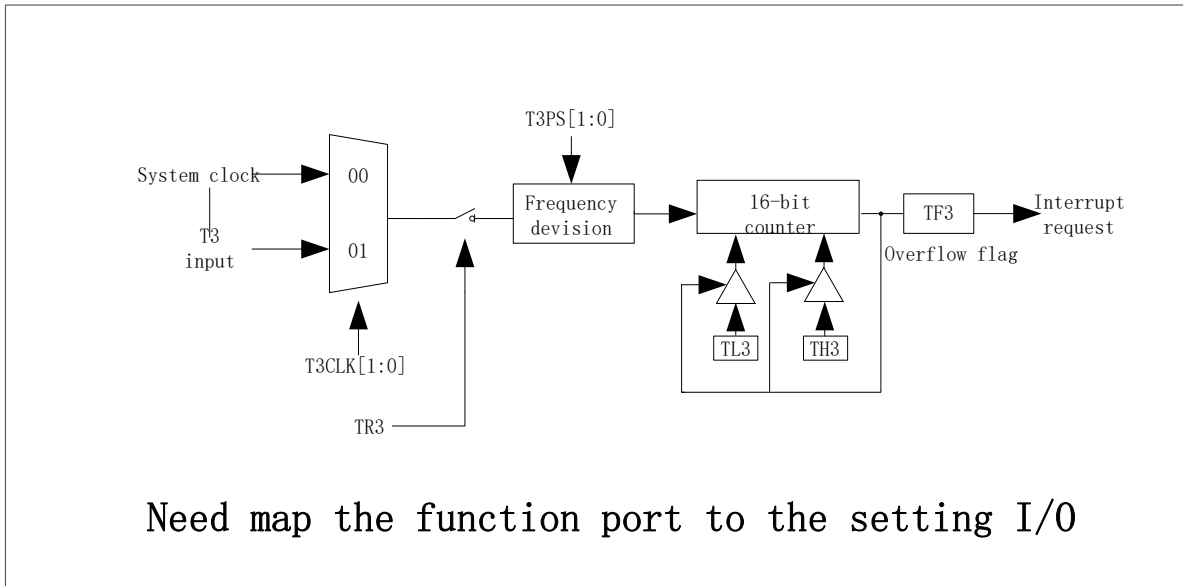 T3PS[1:0]
System clock
00
Frequency
devision
16-bit
counter
TF3
Interrupt
request
T3
input
01
Overflow flag
TL3
TH3
T3CLK[1:0]
TR3
Need map the function port to the setting I/O